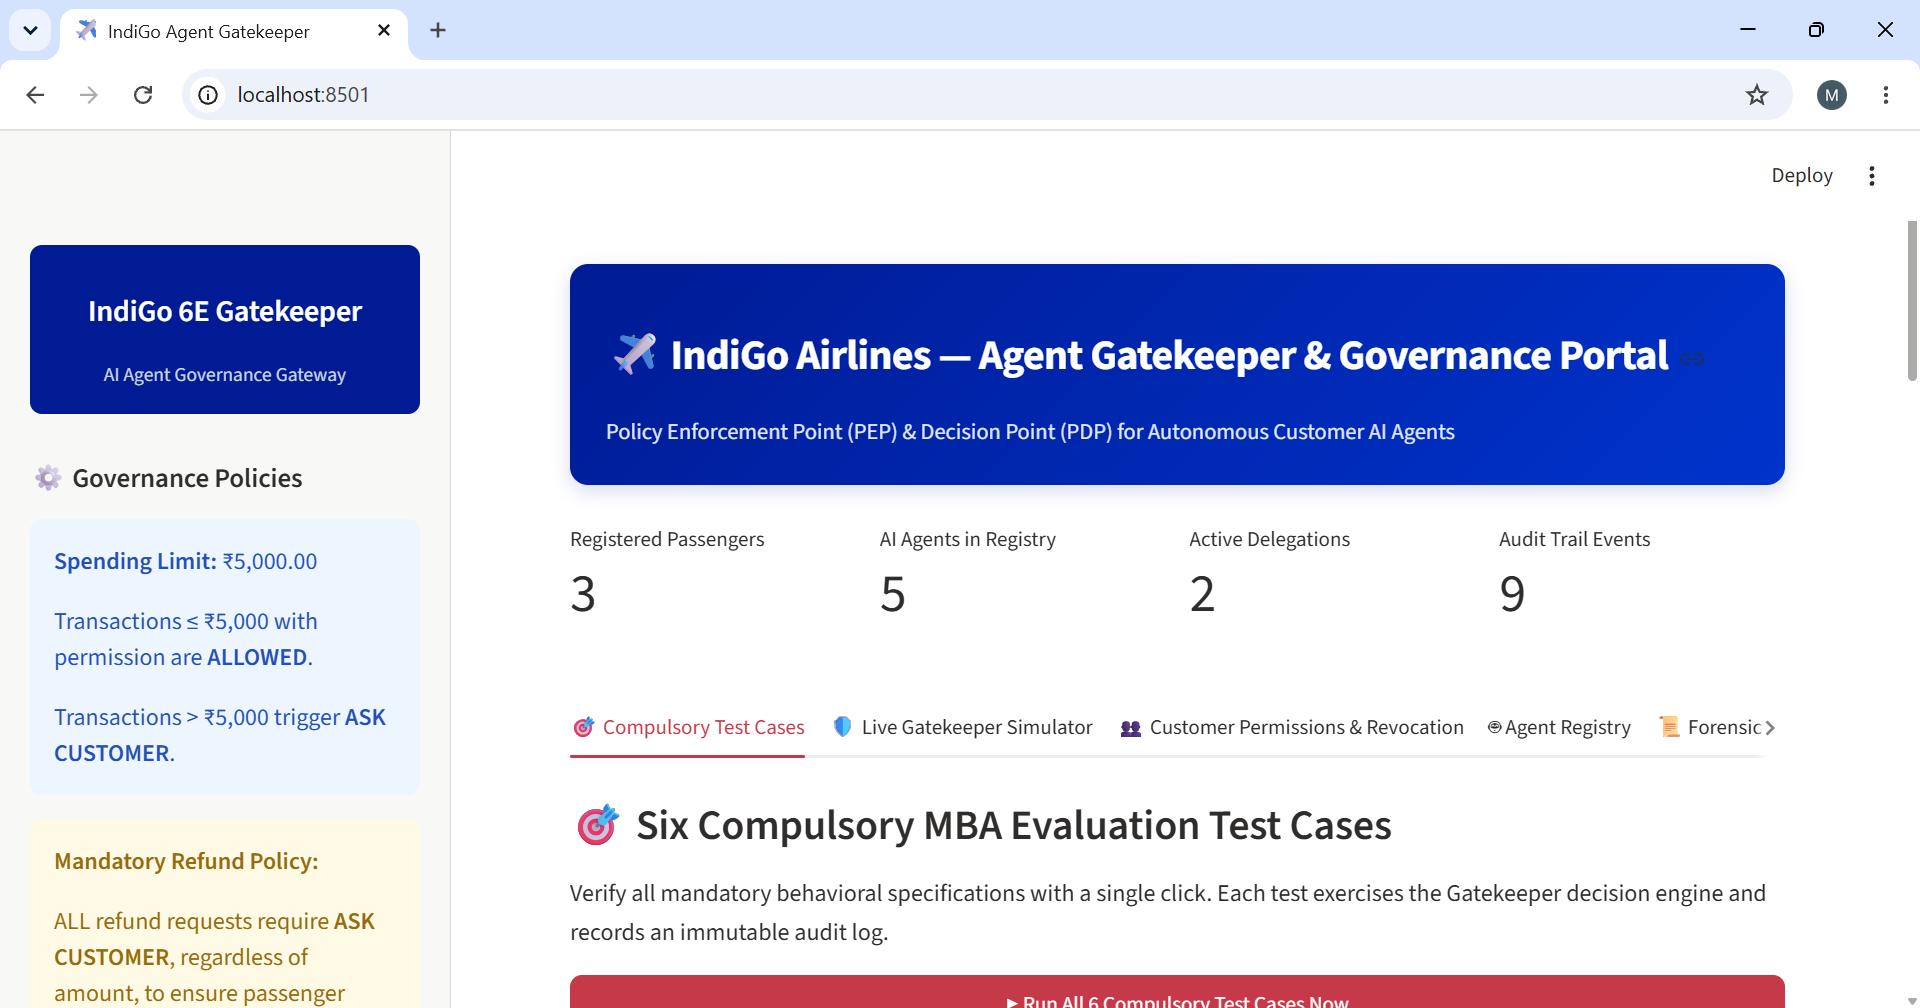 IndiGo Agent Gatekeeper
localhost:8501
M
Deploy
IndiGo 6E Gatekeeper
AI Agent Governance Gateway
Governance Policies
Spending Limit: ₹5,000.00
Transactions ≤ ₹5,000 with
permission are ALLOWED.
Transactions > ₹5,000 trigger ASK
CUSTOMER.
Mandatory Refund Policy:
ALL refund requests require ASK
CUSTOMER, regardless of
amount, to ensure passenger
IndiGo Airlines — Agent Gatekeeper & Governance Portal
Policy Enforcement Point (PEP) & Decision Point (PDP) for Autonomous Customer AI Agents
Registered Passengers
3
AI Agents in Registry
5
Active Delegations
2
Audit Trail Events
9
Compulsory Test Cases
Live Gatekeeper Simulator
Customer Permissions & Revocation
Agent Registry
Forensic
Six Compulsory MBA Evaluation Test Cases
Verify all mandatory behavioral specifications with a single click. Each test exercises the Gatekeeper decision engine and
records an immutable audit log.
Run All 6 Compulsory Test Cases Now